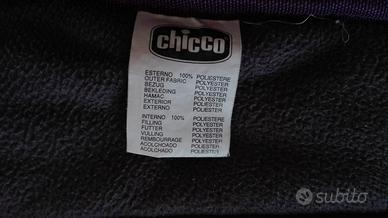 chicco
ESTERNO 100% POLIESTERE
OUTER FABRIC POLYESTER
BEZUG POLYESTER
BEKLEDING POLYESTER
HAMAC POLYESTER
EXTERIOR POLIESTER
EXTERNO POLIESTER
INTERNO 100% POLIESTERE
FILLING POLYESTER
FUTTER POLYESTER
VULLING POLYESTER
REMBOURRAGE POLYESTER
ACOLCHOADO POLIESTER
ACOLCHADO POLIESTER
subito